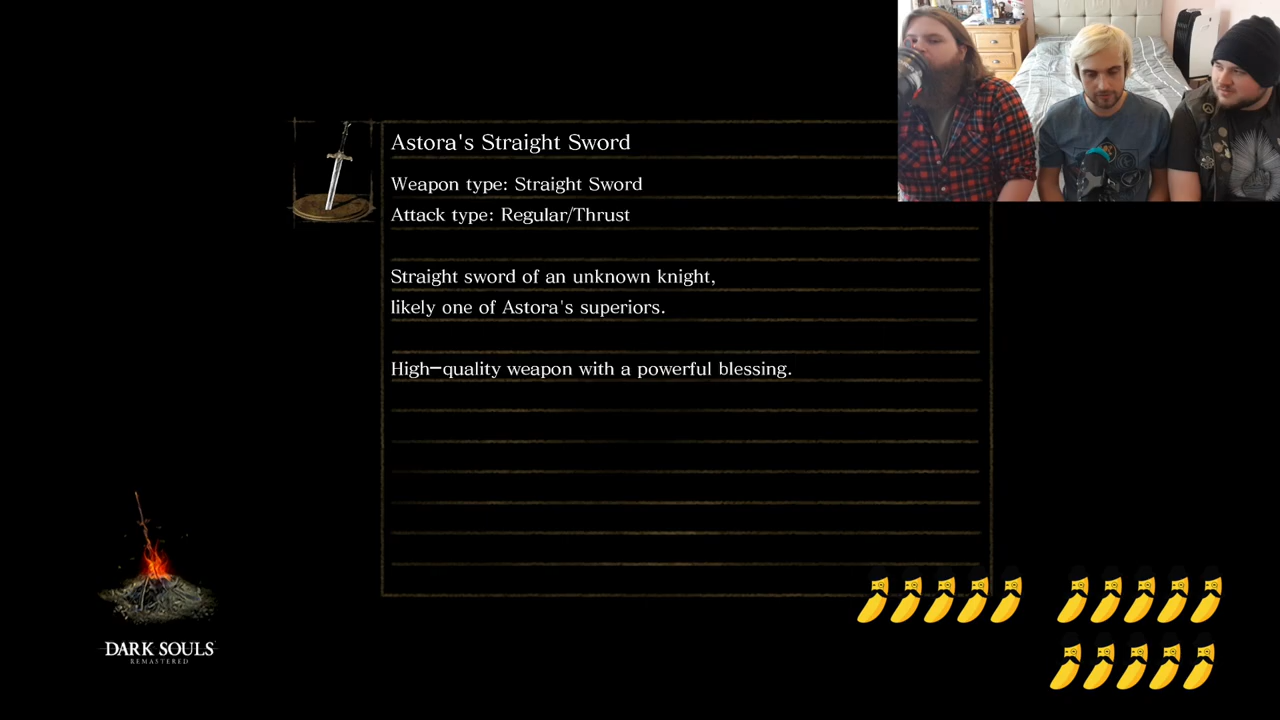 Astora's Straight Sword
Weapon type: Straight Sword
Attack type: Regular/Thrust
Straight sword of an unknown knight,
likely one of Astora's superiors.
High-quality weapon with a powerful blessing.
DARK SOULS
REMASTERED